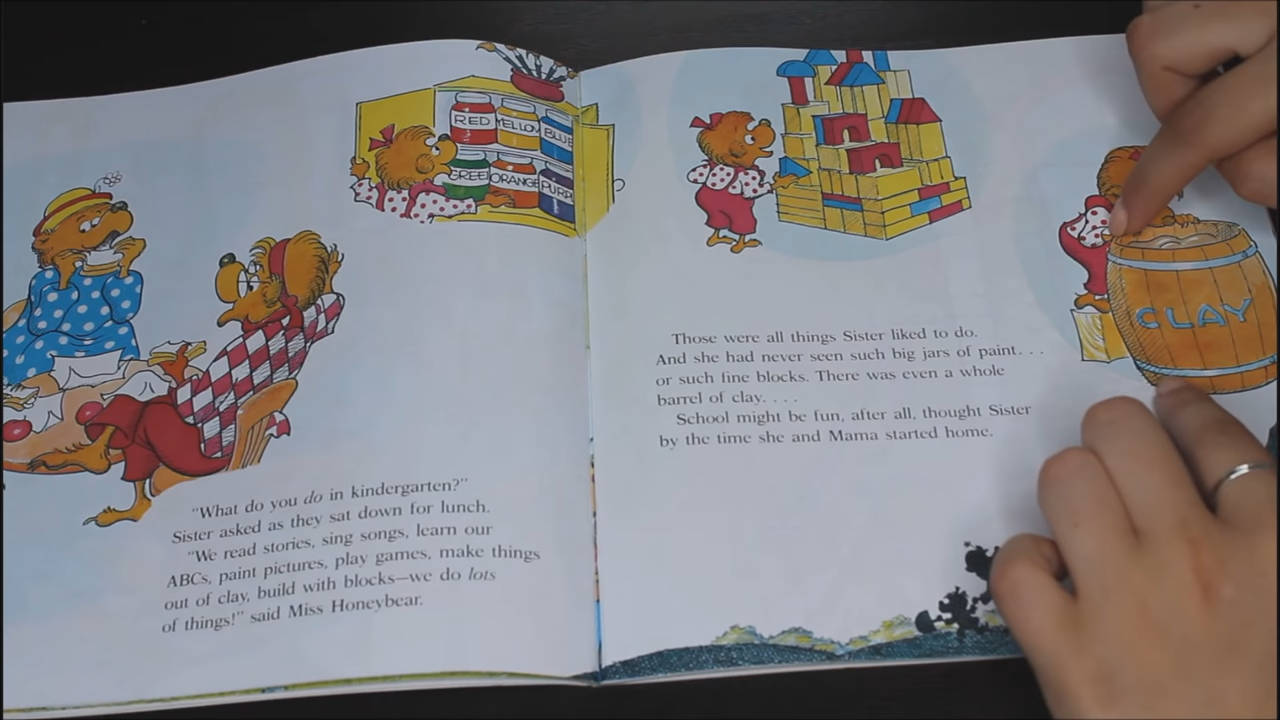 RED
YELLOW
BLUE
GREEN
ORANGE
PURP
"What do you do in kindergarten?"
Sister asked as they sat down for lunch.
"We read stories, sing songs, learn our
ABCs, paint pictures, play games, make things
out of clay, build with blocks—we do lots
of things!" said Miss Honeybear.
CLAY
Those were all things Sister liked to do.
And she had never seen such big jars of paint. . .
or such fine blocks. There was even a whole
barrel of clay. . . .
School might be fun, after all, thought Sister
by the time she and Mama started home.